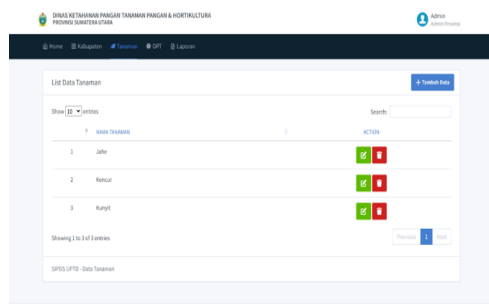 DINAS KETAHANAN PANGAN TANAMAN PANGAN & HORTIKULTURA
PROVINSI SUMATERA UTARA
Admin
Admin Provinsi
Home Kabupaten Tanaman OPT Laporan
List Data Tanaman
+ Tambah Data
Show 10 entries
Search:
NAMA TANAMAN ACTION
1 Jahe
2 Kencur
3 Kunyit
Showing 1 to 3 of 3 entries
Previous 1 Next
SIPDS UPTD - Data Tanaman